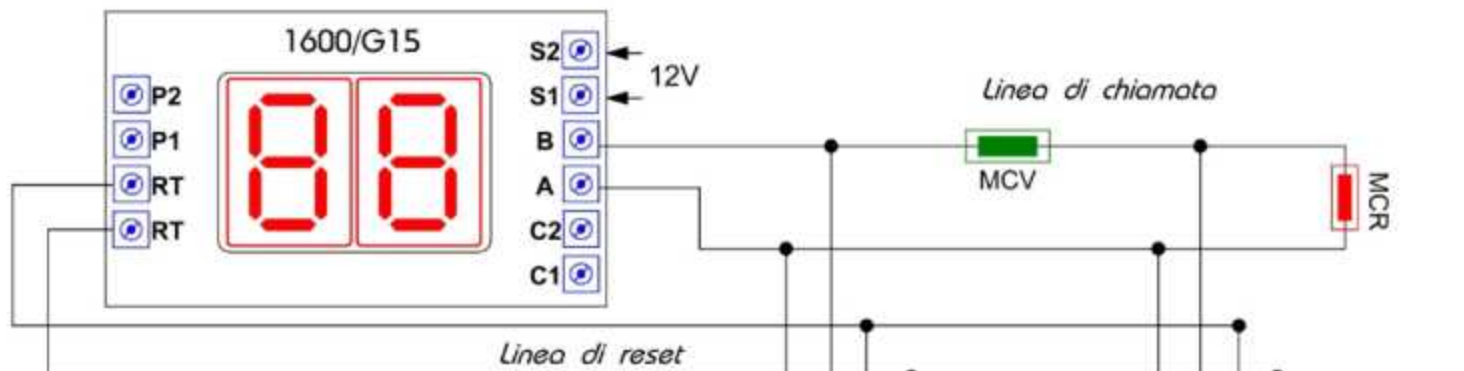 1600/G15
S2
12V
S1
P2
P1
RT
RT
88
B
A
C2
C1
Linea di chiamata
MCV
MCR
Linea di reset